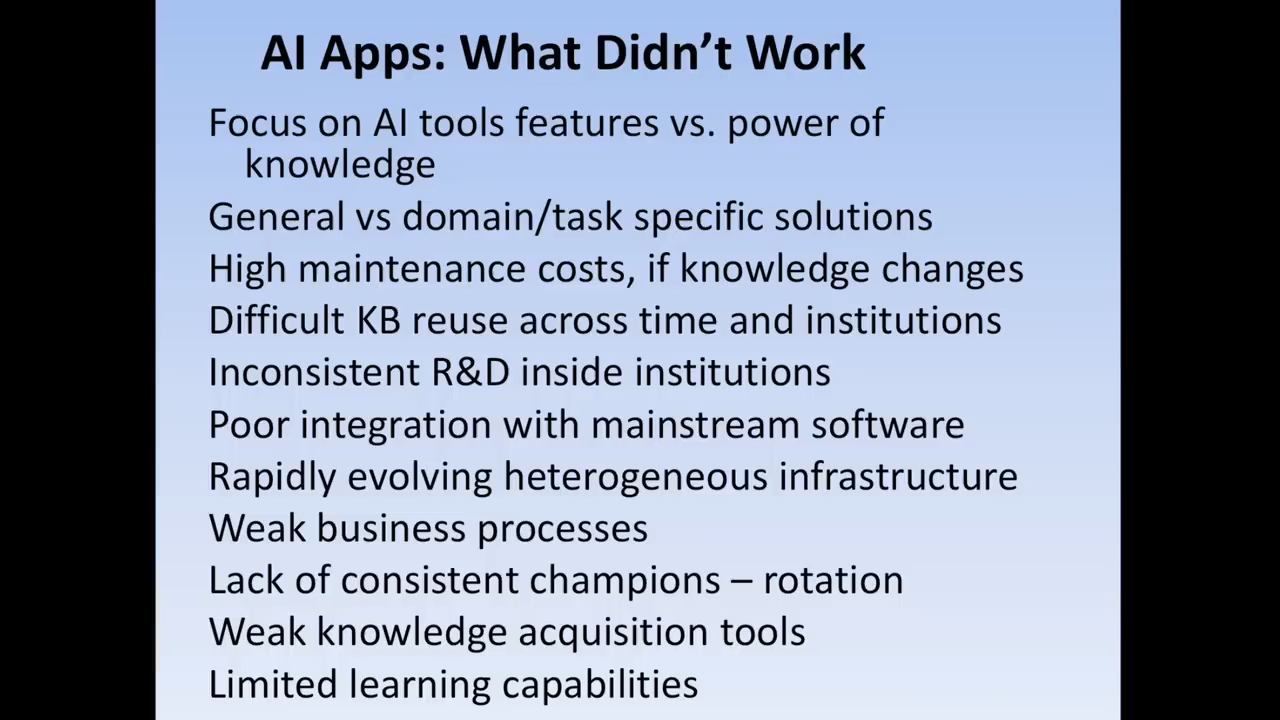 AI Apps: What Didn’t Work
Focus on AI tools features vs. power of
knowledge
General vs domain/task specific solutions
High maintenance costs, if knowledge changes
Difficult KB reuse across time and institutions
Inconsistent R&D inside institutions
Poor integration with mainstream software
Rapidly evolving heterogeneous infrastructure
Weak business processes
Lack of consistent champions – rotation
Weak knowledge acquisition tools
Limited learning capabilities